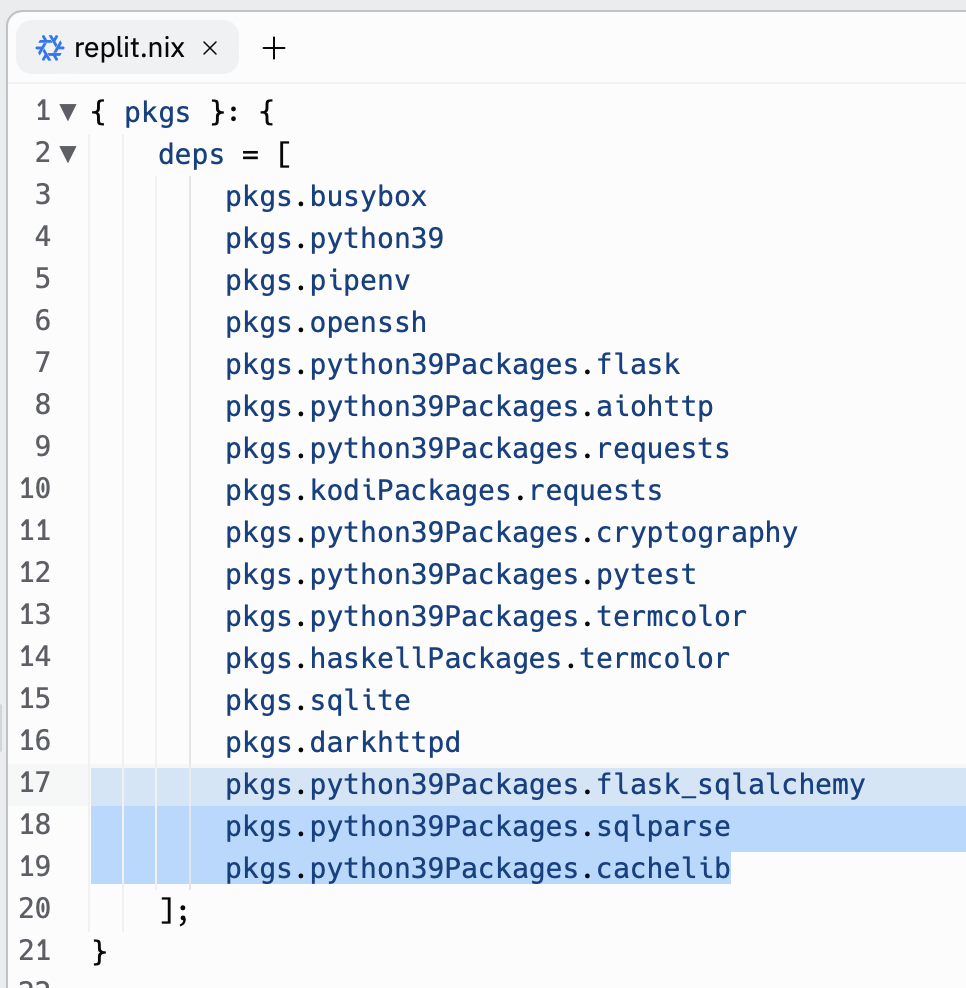 replit.nix × +
1 ▼ { pkgs }: {
2 ▼ deps = [
3 pkgs.busybox
4 pkgs.python39
5 pkgs.pipenv
6 pkgs.openssh
7 pkgs.python39Packages.flask
8 pkgs.python39Packages.aiohttp
9 pkgs.python39Packages.requests
10 pkgs.kodiPackages.requests
11 pkgs.python39Packages.cryptography
12 pkgs.python39Packages.pytest
13 pkgs.python39Packages.termcolor
14 pkgs.haskellPackages.termcolor
15 pkgs.sqlite
16 pkgs.darkhttpd
17 pkgs.python39Packages.flask_sqlalchemy
18 pkgs.python39Packages.sqlparse
19 pkgs.python39Packages.cachelib
20 ];
21 }